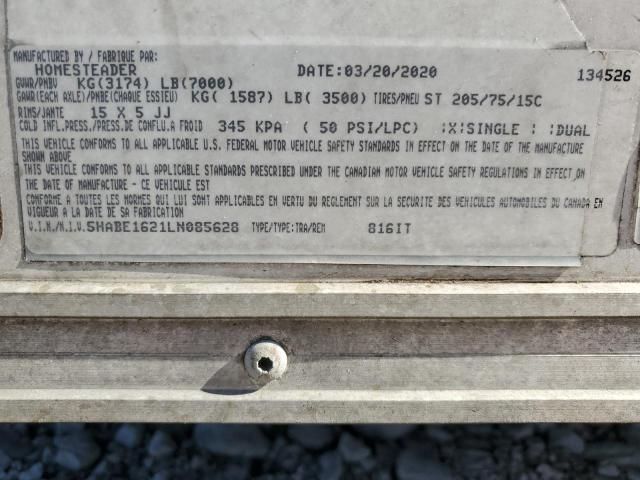 MANUFACTURED BY / FABRIQUE PAR:
HOMESTEADER DATE:03/20/2020 134526
GVWR/PNBV KG(3174) LB(7000)
GAWR(EACH AXLE)/PNBE(CHAQUE ESSIEU) KG( 1587) LB( 3500) TIRES/PNEU ST 205/75/15C
RIMS/JANTE 15 X 5 JJ
COLD INFL.PRESS./PRESS.DE CONFL.A FROID 345 KPA ( 50 PSI/LPC) :X:SINGLE : :DUAL
THIS VEHICLE CONFORMS TO ALL APPLICABLE U.S. FEDERAL MOTOR VEHICLE SAFETY STANDARDS IN EFFECT ON THE DATE OF THE MANUFACTURE
SHOWN ABOVE
THIS VEHICLE CONFORMS TO ALL APPLICABLE STANDARDS PRESCRIBED UNDER THE CANADIAN MOTOR VEHICLE SAFETY REGULATIONS IN EFFECT ON
THE DATE OF MANUFACTURE - CE VEHICULE EST
CONFORME A TOUTES LES NORMES QUI LUI SONT APPLICABLES EN VERTU DU REGLEMENT SUR LA SECURITE DES VEHICULES AUTOMOBILES DU CANADA EN
VIGUEUR A LA DATE DE SA FABRICATION
V.I.N./N.I.V. 5HABE1621LN085628 TYPE/TYPE:TRA/REM 816IT